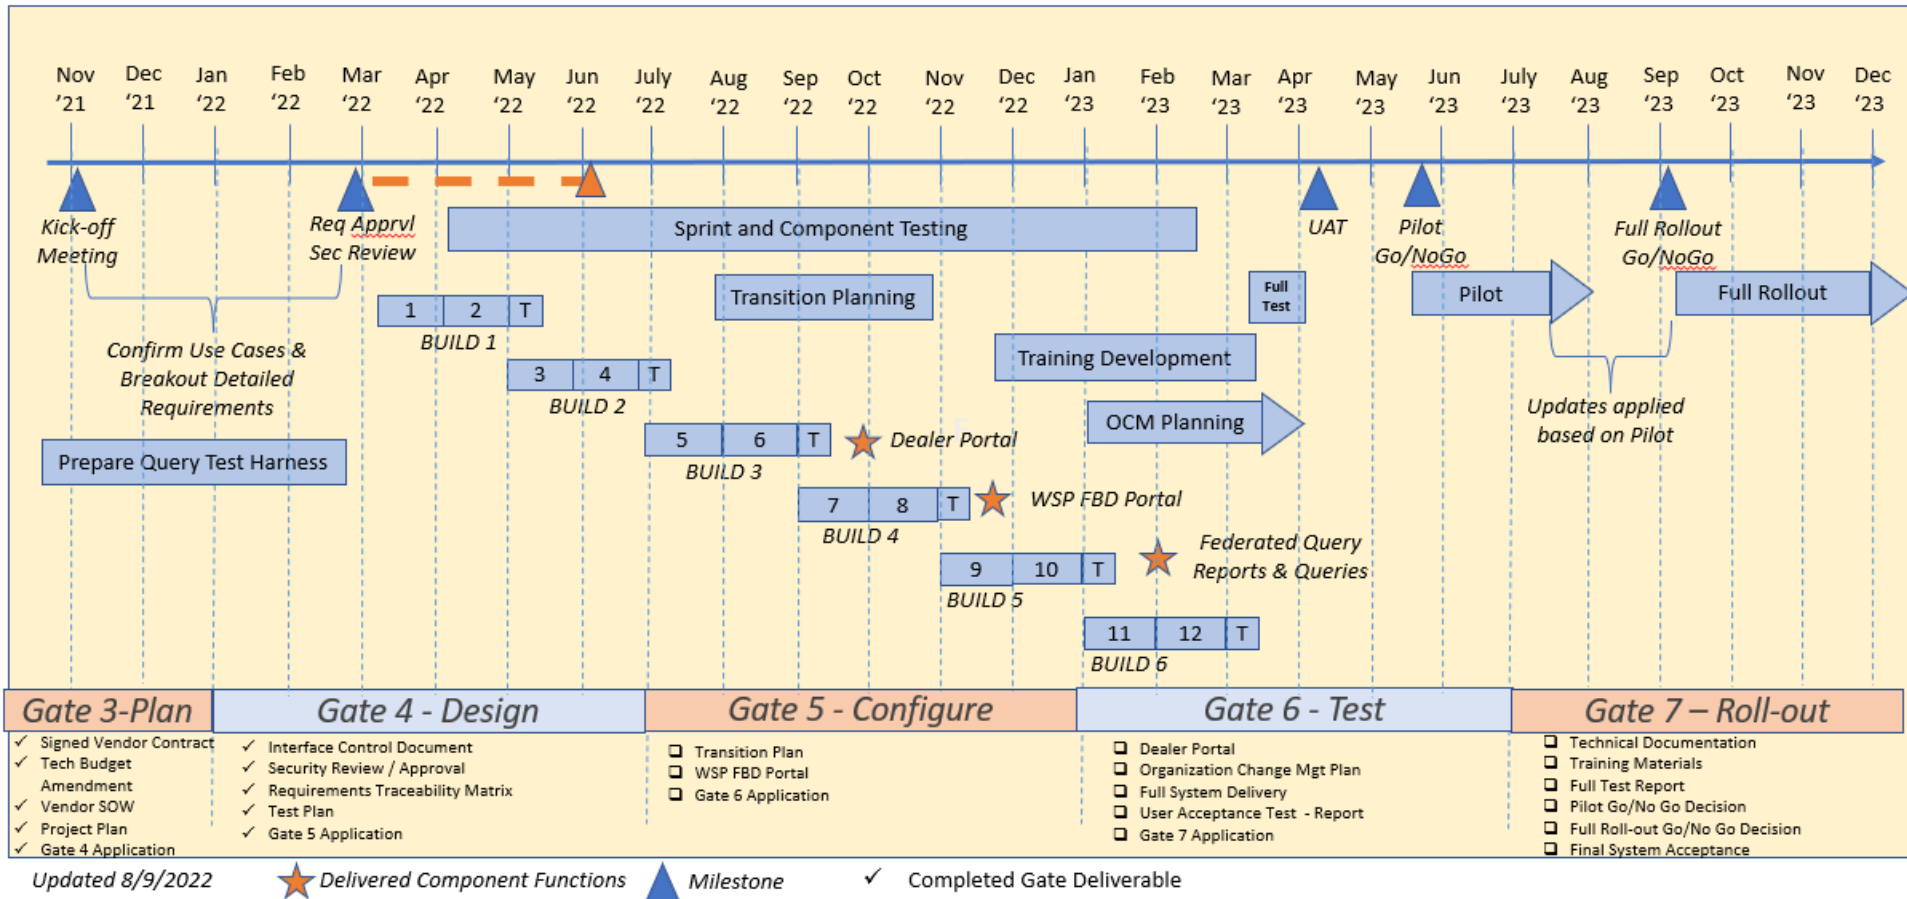 Nov Dec Jan Feb Mar Apr May Jun July Aug Sep Oct Nov Dec Jan Feb Mar Apr May Jun July Aug Sep Oct Nov Dec
‘21 ‘21 ‘22 ‘22 ‘22 ‘22 ‘22 ‘22 ‘22 ‘22 ‘22 ‘22 ‘22 ‘22 ‘23 ‘23 ‘23 ‘23 ‘23 ‘23 ‘23 ‘23 ‘23 ‘23 ‘23 ‘23
Kick-off
Meeting
Req Apprvl
Sec Review
Sprint and Component Testing
UAT
Pilot
Go/NoGo
Full Rollout
Go/NoGo
Transition Planning
Full
Test
Pilot
Full Rollout
1 2 T
BUILD 1
Confirm Use Cases &
Breakout Detailed
Requirements
Training Development
3 4 T
BUILD 2
OCM Planning
Updates applied
based on Pilot
Prepare Query Test Harness
5 6 T
BUILD 3
Dealer Portal
7 8 T
BUILD 4
WSP FBD Portal
9 10 T
BUILD 5
Federated Query
Reports & Queries
11 12 T
BUILD 6
Gate 3-Plan
✓ Signed Vendor Contract
✓ Tech Budget
Amendment
✓ Vendor SOW
✓ Project Plan
✓ Gate 4 Application
Gate 4 - Design
✓ Interface Control Document
✓ Security Review / Approval
✓ Requirements Traceability Matrix
✓ Test Plan
✓ Gate 5 Application
Gate 5 - Configure
❑ Transition Plan
❑ WSP FBD Portal
❑ Gate 6 Application
Gate 6 - Test
❑ Dealer Portal
❑ Organization Change Mgt Plan
❑ Full System Delivery
❑ User Acceptance Test - Report
❑ Gate 7 Application
Gate 7 – Roll-out
❑ Technical Documentation
❑ Training Materials
❑ Full Test Report
❑ Pilot Go/No Go Decision
❑ Full Roll-out Go/No Go Decision
❑ Final System Acceptance
Updated 8/9/2022
Delivered Component Functions
Milestone
✓ Completed Gate Deliverable